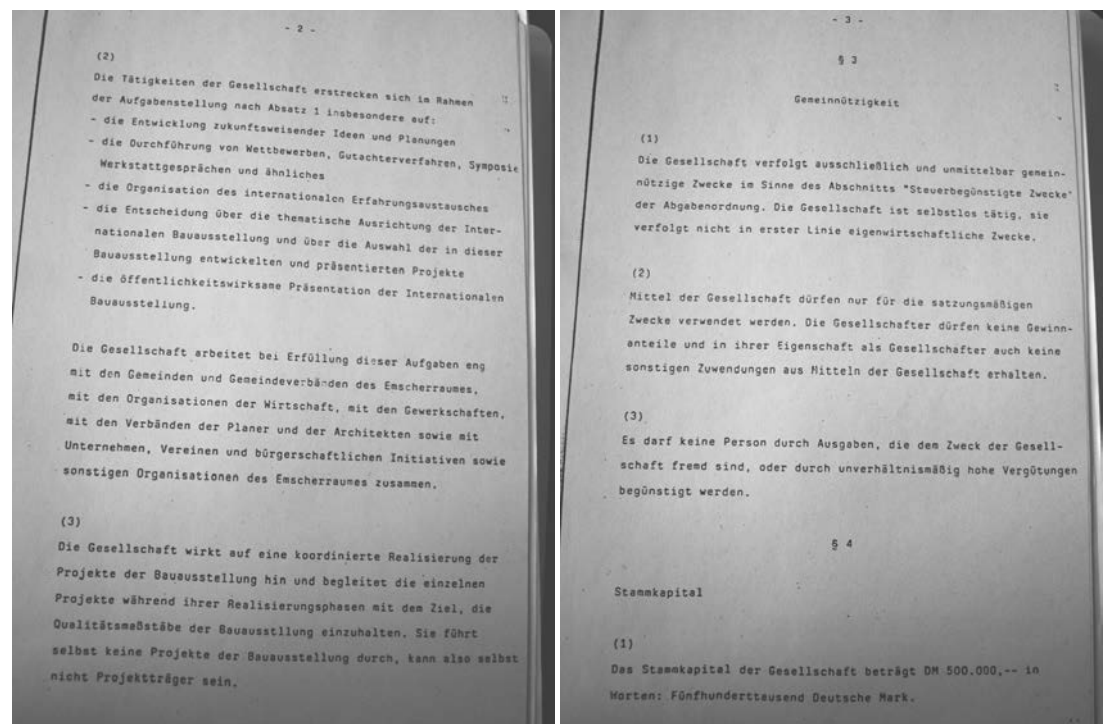 - 2 -
(2)
Die Tätigkeiten der Gesellschaft erstrecken sich im Rahmen
der Aufgabenstellung nach Absatz 1 insbesondere auf:
- die Entwicklung zukunftsweisender Ideen und Planungen
- die Durchführung von Wettbewerben, Gutachterverfahren, Symposie
Werkstattgesprächen und ähnliches
- die Organisation des internationalen Erfahrungsaustausches
- die Entscheidung über die thematische Ausrichtung der Inter-
nationalen Bauausstellung und über die Auswahl der in dieser
Bauausstellung entwickelten und präsentierten Projekte
- die öffentlichkeitswirksame Präsentation der Internationalen
Bauausstellung.
Die Gesellschaft arbeitet bei Erfüllung dieser Aufgaben eng
mit den Gemeinden und Gemeindeverbänden des Emscherraumes,
mit den Organisationen der Wirtschaft, mit den Gewerkschaften,
mit den Verbänden der Planer und der Architekten sowie mit
Unternehmen, Vereinen und bürgerschaftlichen Initiativen sowie
sonstigen Organisationen des Emscherraumes zusammen.
(3)
Die Gesellschaft wirkt auf eine koordinierte Realisierung der
Projekte der Bauausstellung hin und begleitet die einzelnen
Projekte während ihrer Realisierungsphasen mit dem Ziel, die
Qualitätsmaßstäbe der Bauausstllung einzuhalten. Sie führt
selbst keine Projekte der Bauausstellung durch, kann also selbst
nicht Projektträger sein.
- 3 -
§ 3
Gemeinnützigkeit
(1)
Die Gesellschaft verfolgt ausschließlich und unmittelbar gemein-
nützige Zwecke im Sinne des Abschnitts "Steuerbegünstigte Zwecke"
der Abgabenordnung. Die Gesellschaft ist selbstlos tätig, sie
verfolgt nicht in erster Linie eigenwirtschaftliche Zwecke.
(2)
Mittel der Gesellschaft dürfen nur für die satzungsmäßigen
Zwecke verwendet werden. Die Gesellschafter dürfen keine Gewinn-
anteile und in ihrer Eigenschaft als Gesellschafter auch keine
sonstigen Zuwendungen aus Mitteln der Gesellschaft erhalten.
(3)
Es darf keine Person durch Ausgaben, die dem Zweck der Gesell-
schaft fremd sind, oder durch unverhältnismäßig hohe Vergütungen
begünstigt werden.
§ 4
Stammkapital
(1)
Das Stammkapital der Gesellschaft beträgt DM 500.000,-- in
Worten: Fünfhunderttausend Deutsche Mark.